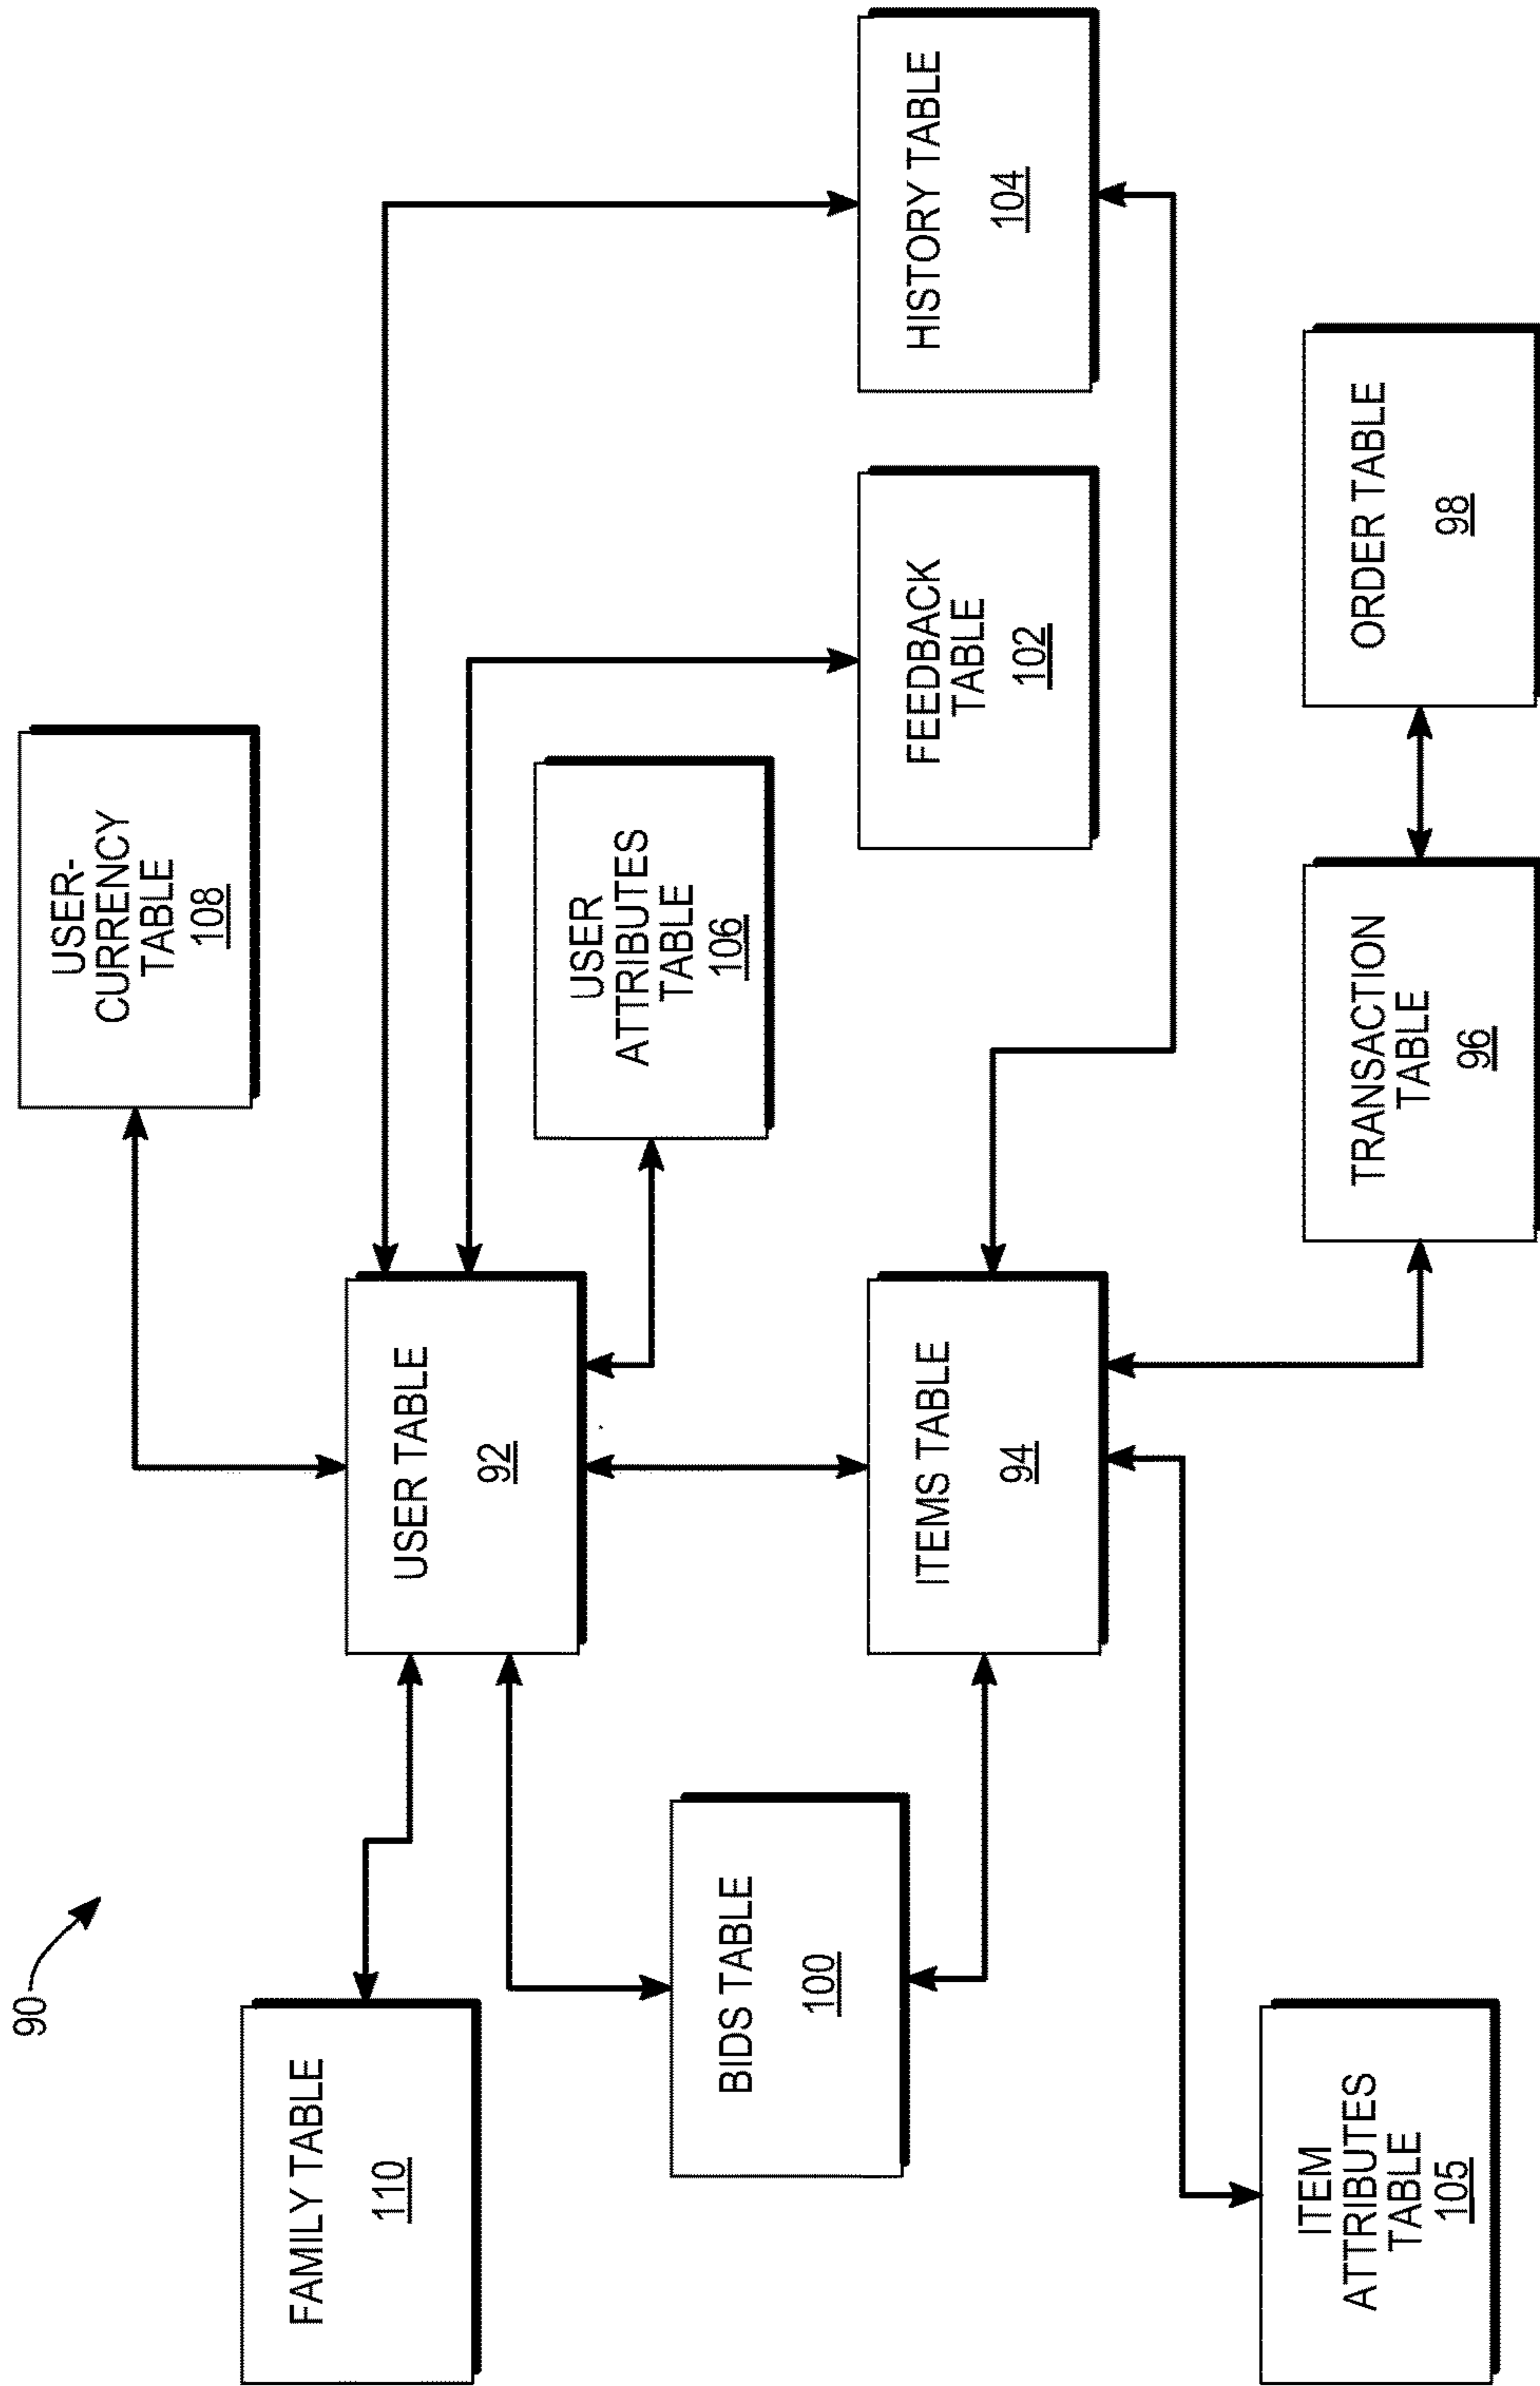 90
USER-
CURRENCY
TABLE
108
FAMILY TABLE
110
USER TABLE
92
USER
ATTRIBUTES
TABLE
106
BIDS TABLE
100
FEEDBACK
TABLE
102
HISTORY TABLE
104
ITEMS TABLE
94
ITEM
ATTRIBUTES
TABLE
105
TRANSACTION
TABLE
96
ORDER TABLE
98